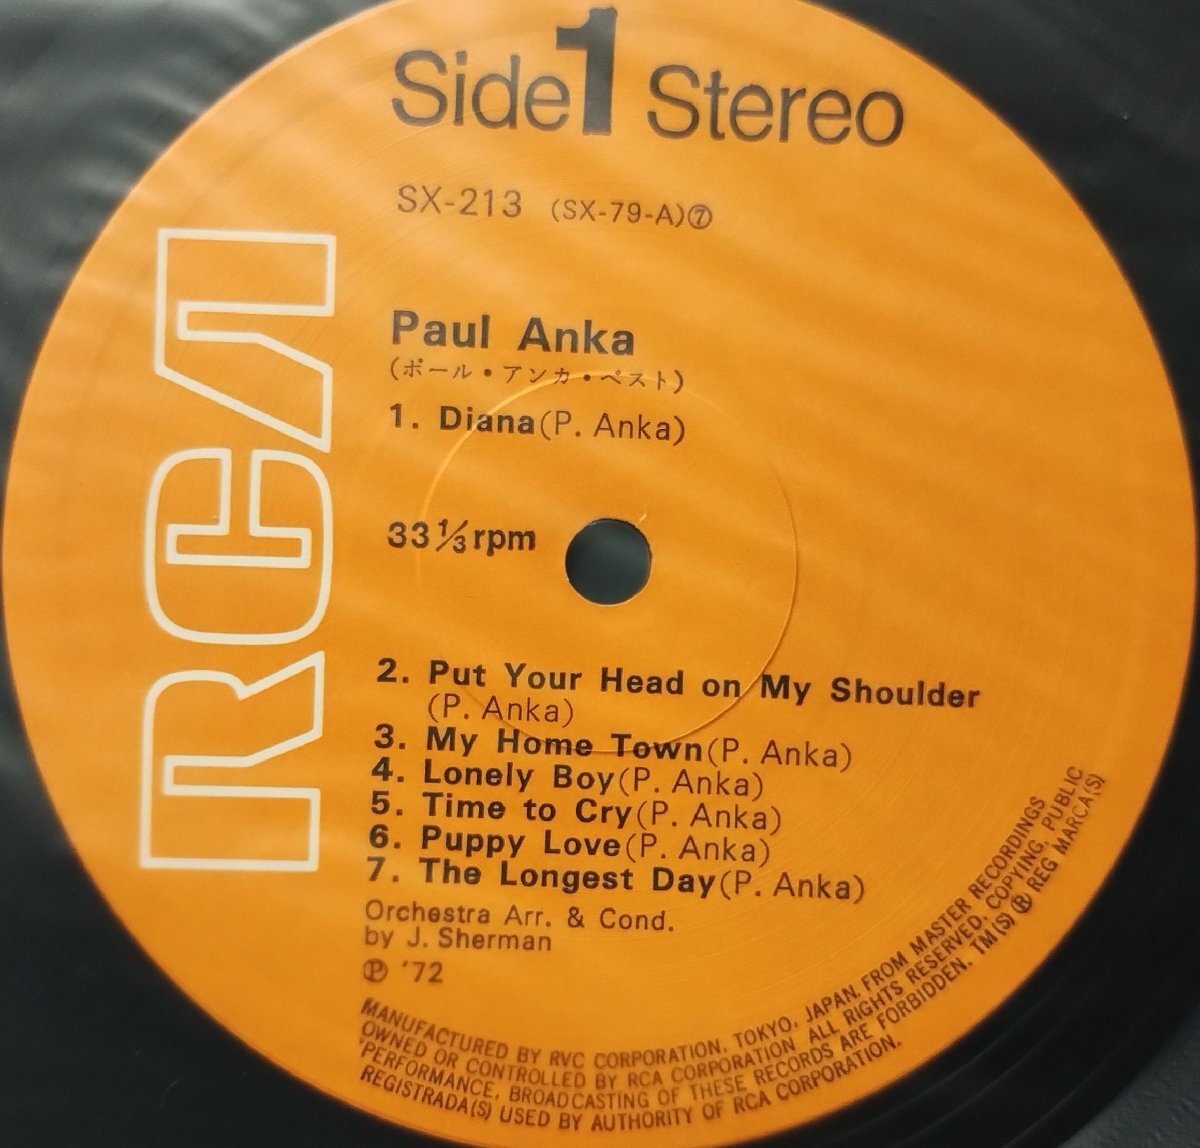 Side 1 Stereo
SX-213 (SX-79-A)⑦
RCA
Paul Anka
(ポール・アンカ・ベスト)
1. Diana(P. Anka)
33 1/3 rpm
2. Put Your Head on My Shoulder
(P. Anka)
3. My Home Town(P. Anka)
4. Lonely Boy(P. Anka)
5. Time to Cry(P. Anka)
6. Puppy Love(P. Anka)
7. The Longest Day(P. Anka)
Orchestra Arr. & Cond.
by J. Sherman
℗ '72
MANUFACTURED BY RVC CORPORATION, TOKYO, JAPAN, FROM MASTER RECORDINGS
OWNED OR CONTROLLED BY RCA CORPORATION ALL RIGHTS RESERVED. COPYING, PUBLIC
PERFORMANCE, BROADCASTING OF THESE RECORDS ARE FORBIDDEN. TM(S) ® REG MARCA(S)
REGISTRADA(S) USED BY AUTHORITY OF RCA CORPORATION.